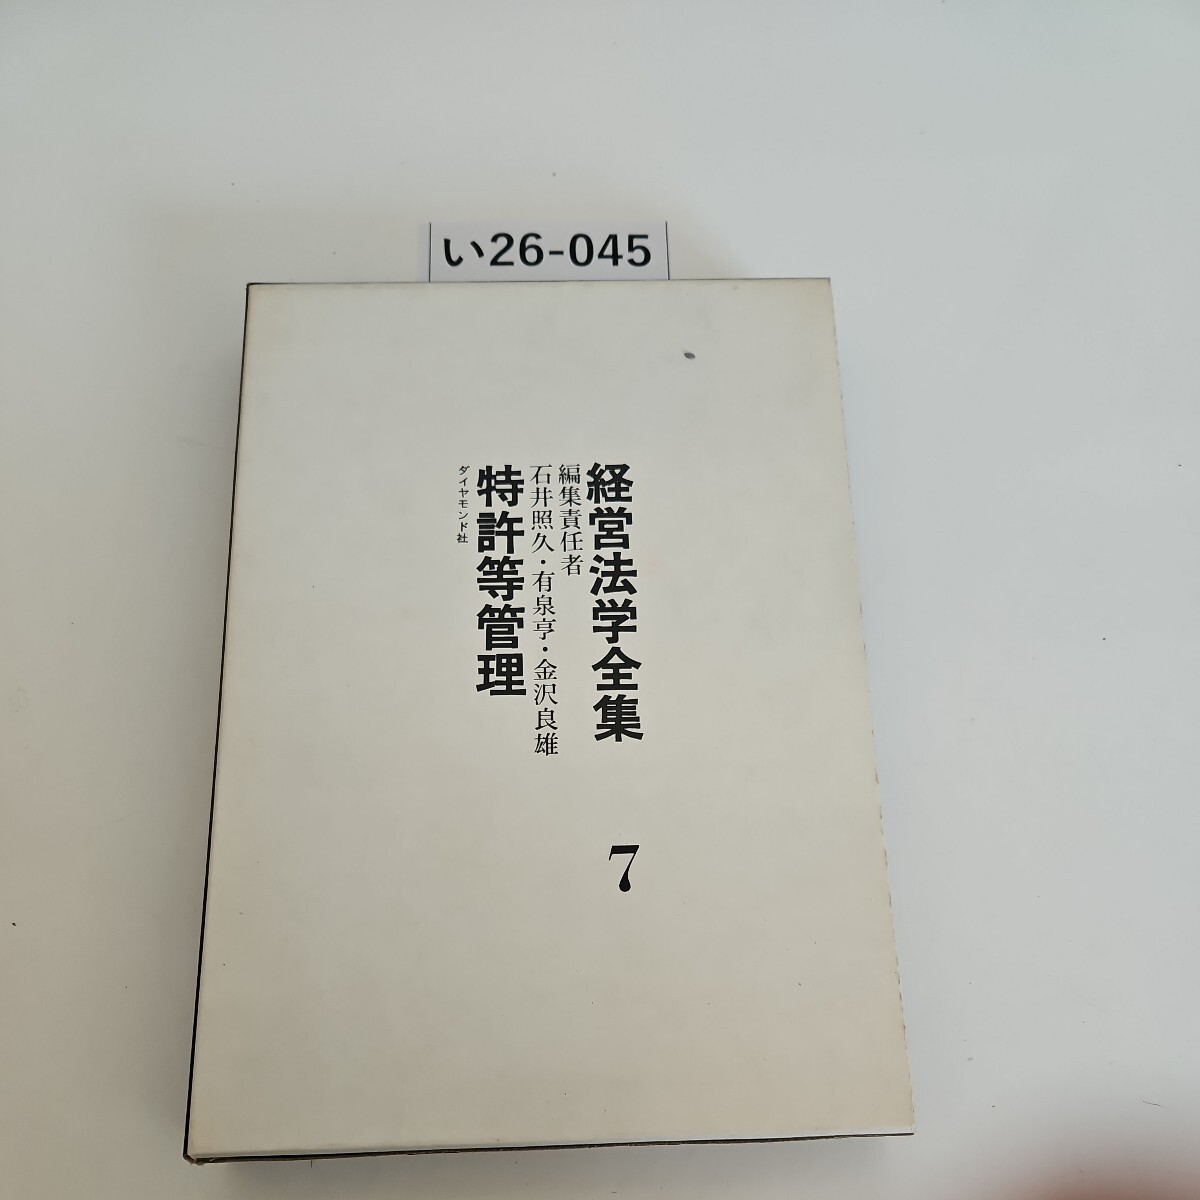 い26-045
経営法学全集 7
編集責任者
石井照久・有泉亨・金沢良雄
特許等管理
ダイヤモンド社